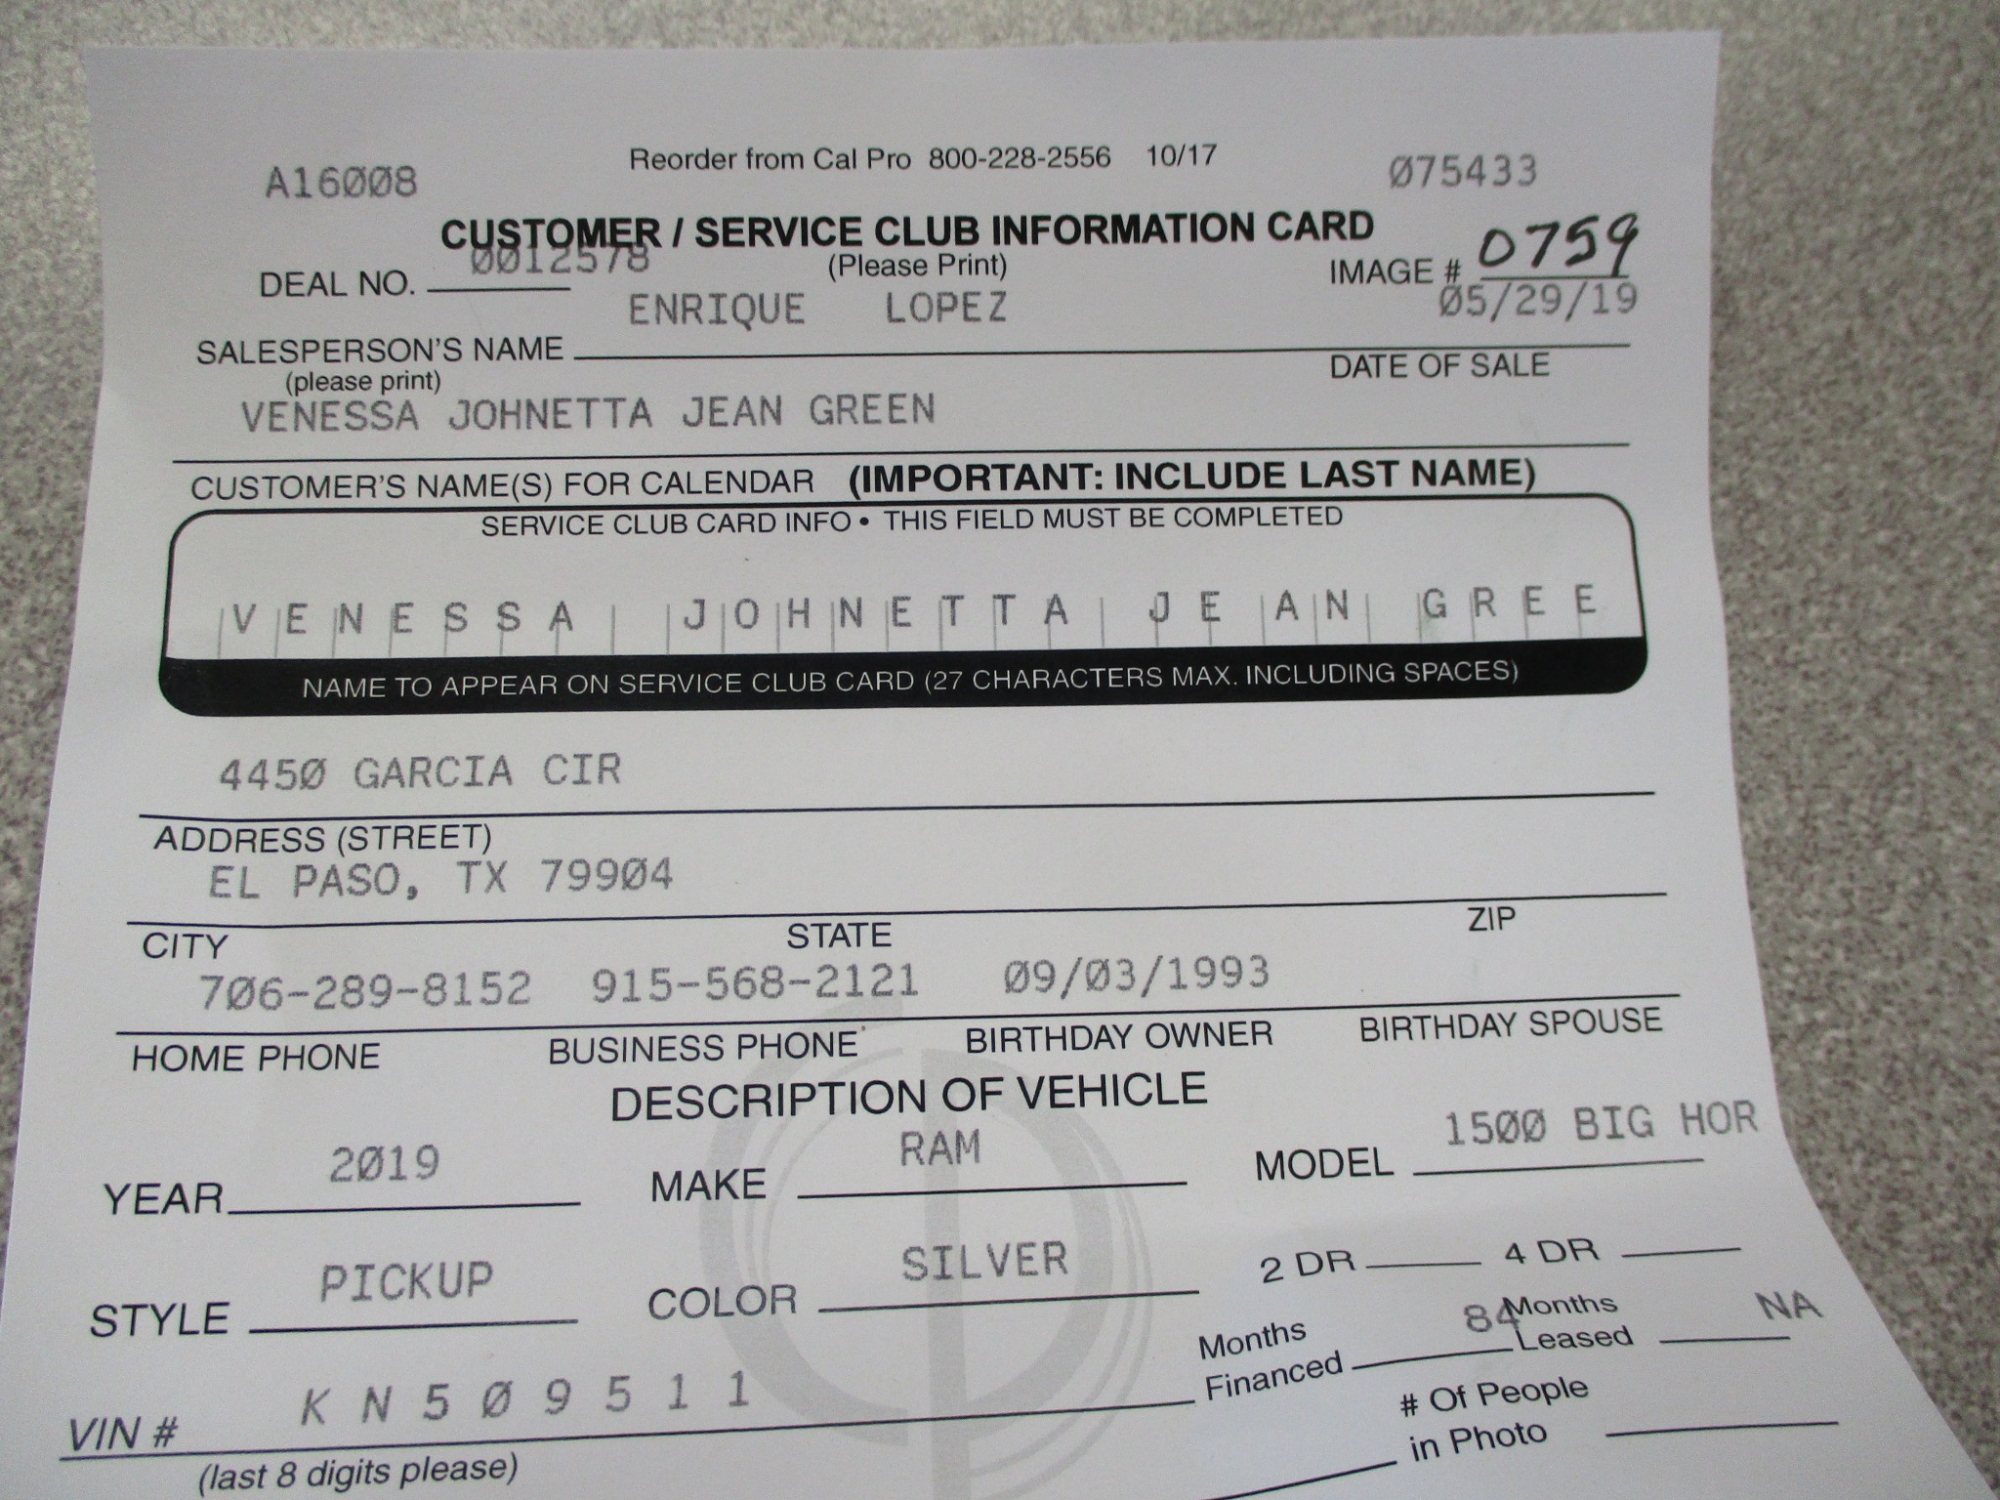 Reorder from Cal Pro 800-228-2556 10/17
A16008 075433
CUSTOMER / SERVICE CLUB INFORMATION CARD
(Please Print)
DEAL NO. 0012578 IMAGE # 0759
ENRIQUE LOPEZ 05/29/19
SALESPERSON'S NAME DATE OF SALE
(please print)
VENESSA JOHNETTA JEAN GREEN
CUSTOMER'S NAME(S) FOR CALENDAR (IMPORTANT: INCLUDE LAST NAME)
SERVICE CLUB CARD INFO • THIS FIELD MUST BE COMPLETED
VENESSA JOHNETTA JEAN GREE
NAME TO APPEAR ON SERVICE CLUB CARD (27 CHARACTERS MAX. INCLUDING SPACES)
4450 GARCIA CIR
ADDRESS (STREET)
EL PASO, TX 79904
CITY STATE ZIP
706-289-8152 915-568-2121 09/03/1993
HOME PHONE BUSINESS PHONE BIRTHDAY OWNER BIRTHDAY SPOUSE
DESCRIPTION OF VEHICLE
YEAR 2019 MAKE RAM MODEL 1500 BIG HOR
STYLE PICKUP COLOR SILVER 2 DR 4 DR
Months Financed 84 Months Leased NA
VIN # KN509511
(last 8 digits please)
# Of People
in Photo